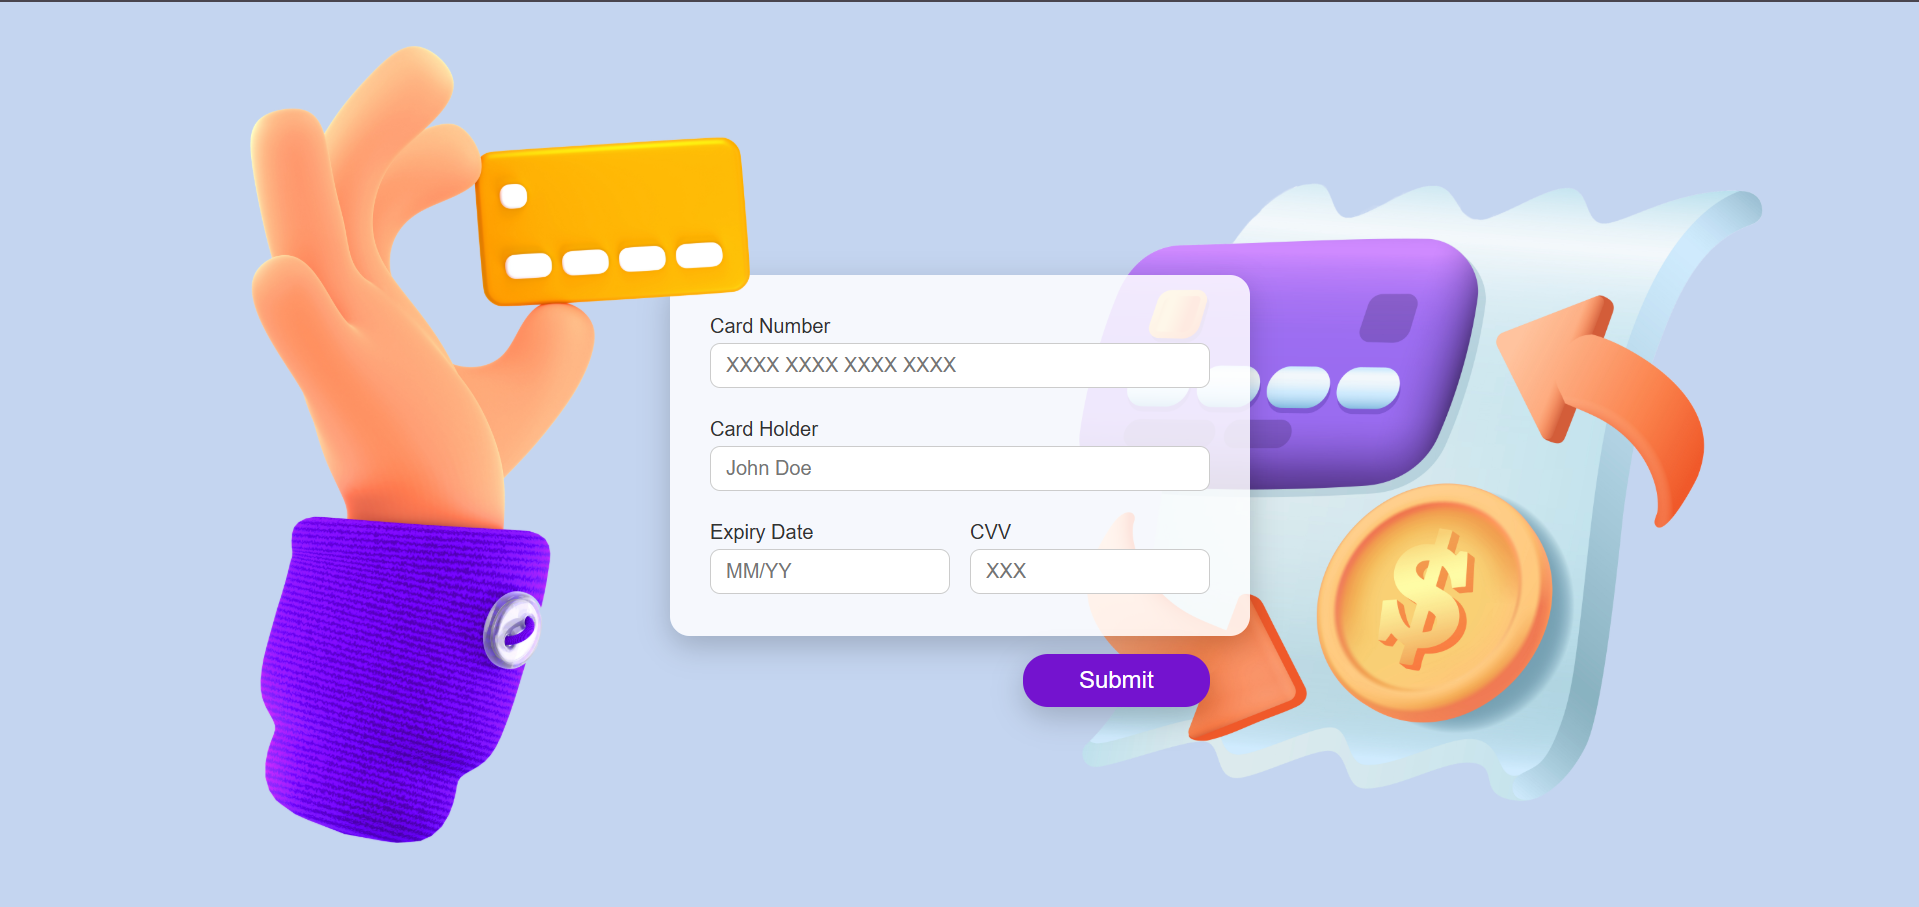 Card Number
XXXX XXXX XXXX XXXX
Card Holder
John Doe
Expiry Date CVV
MM/YY XXX
Submit
$